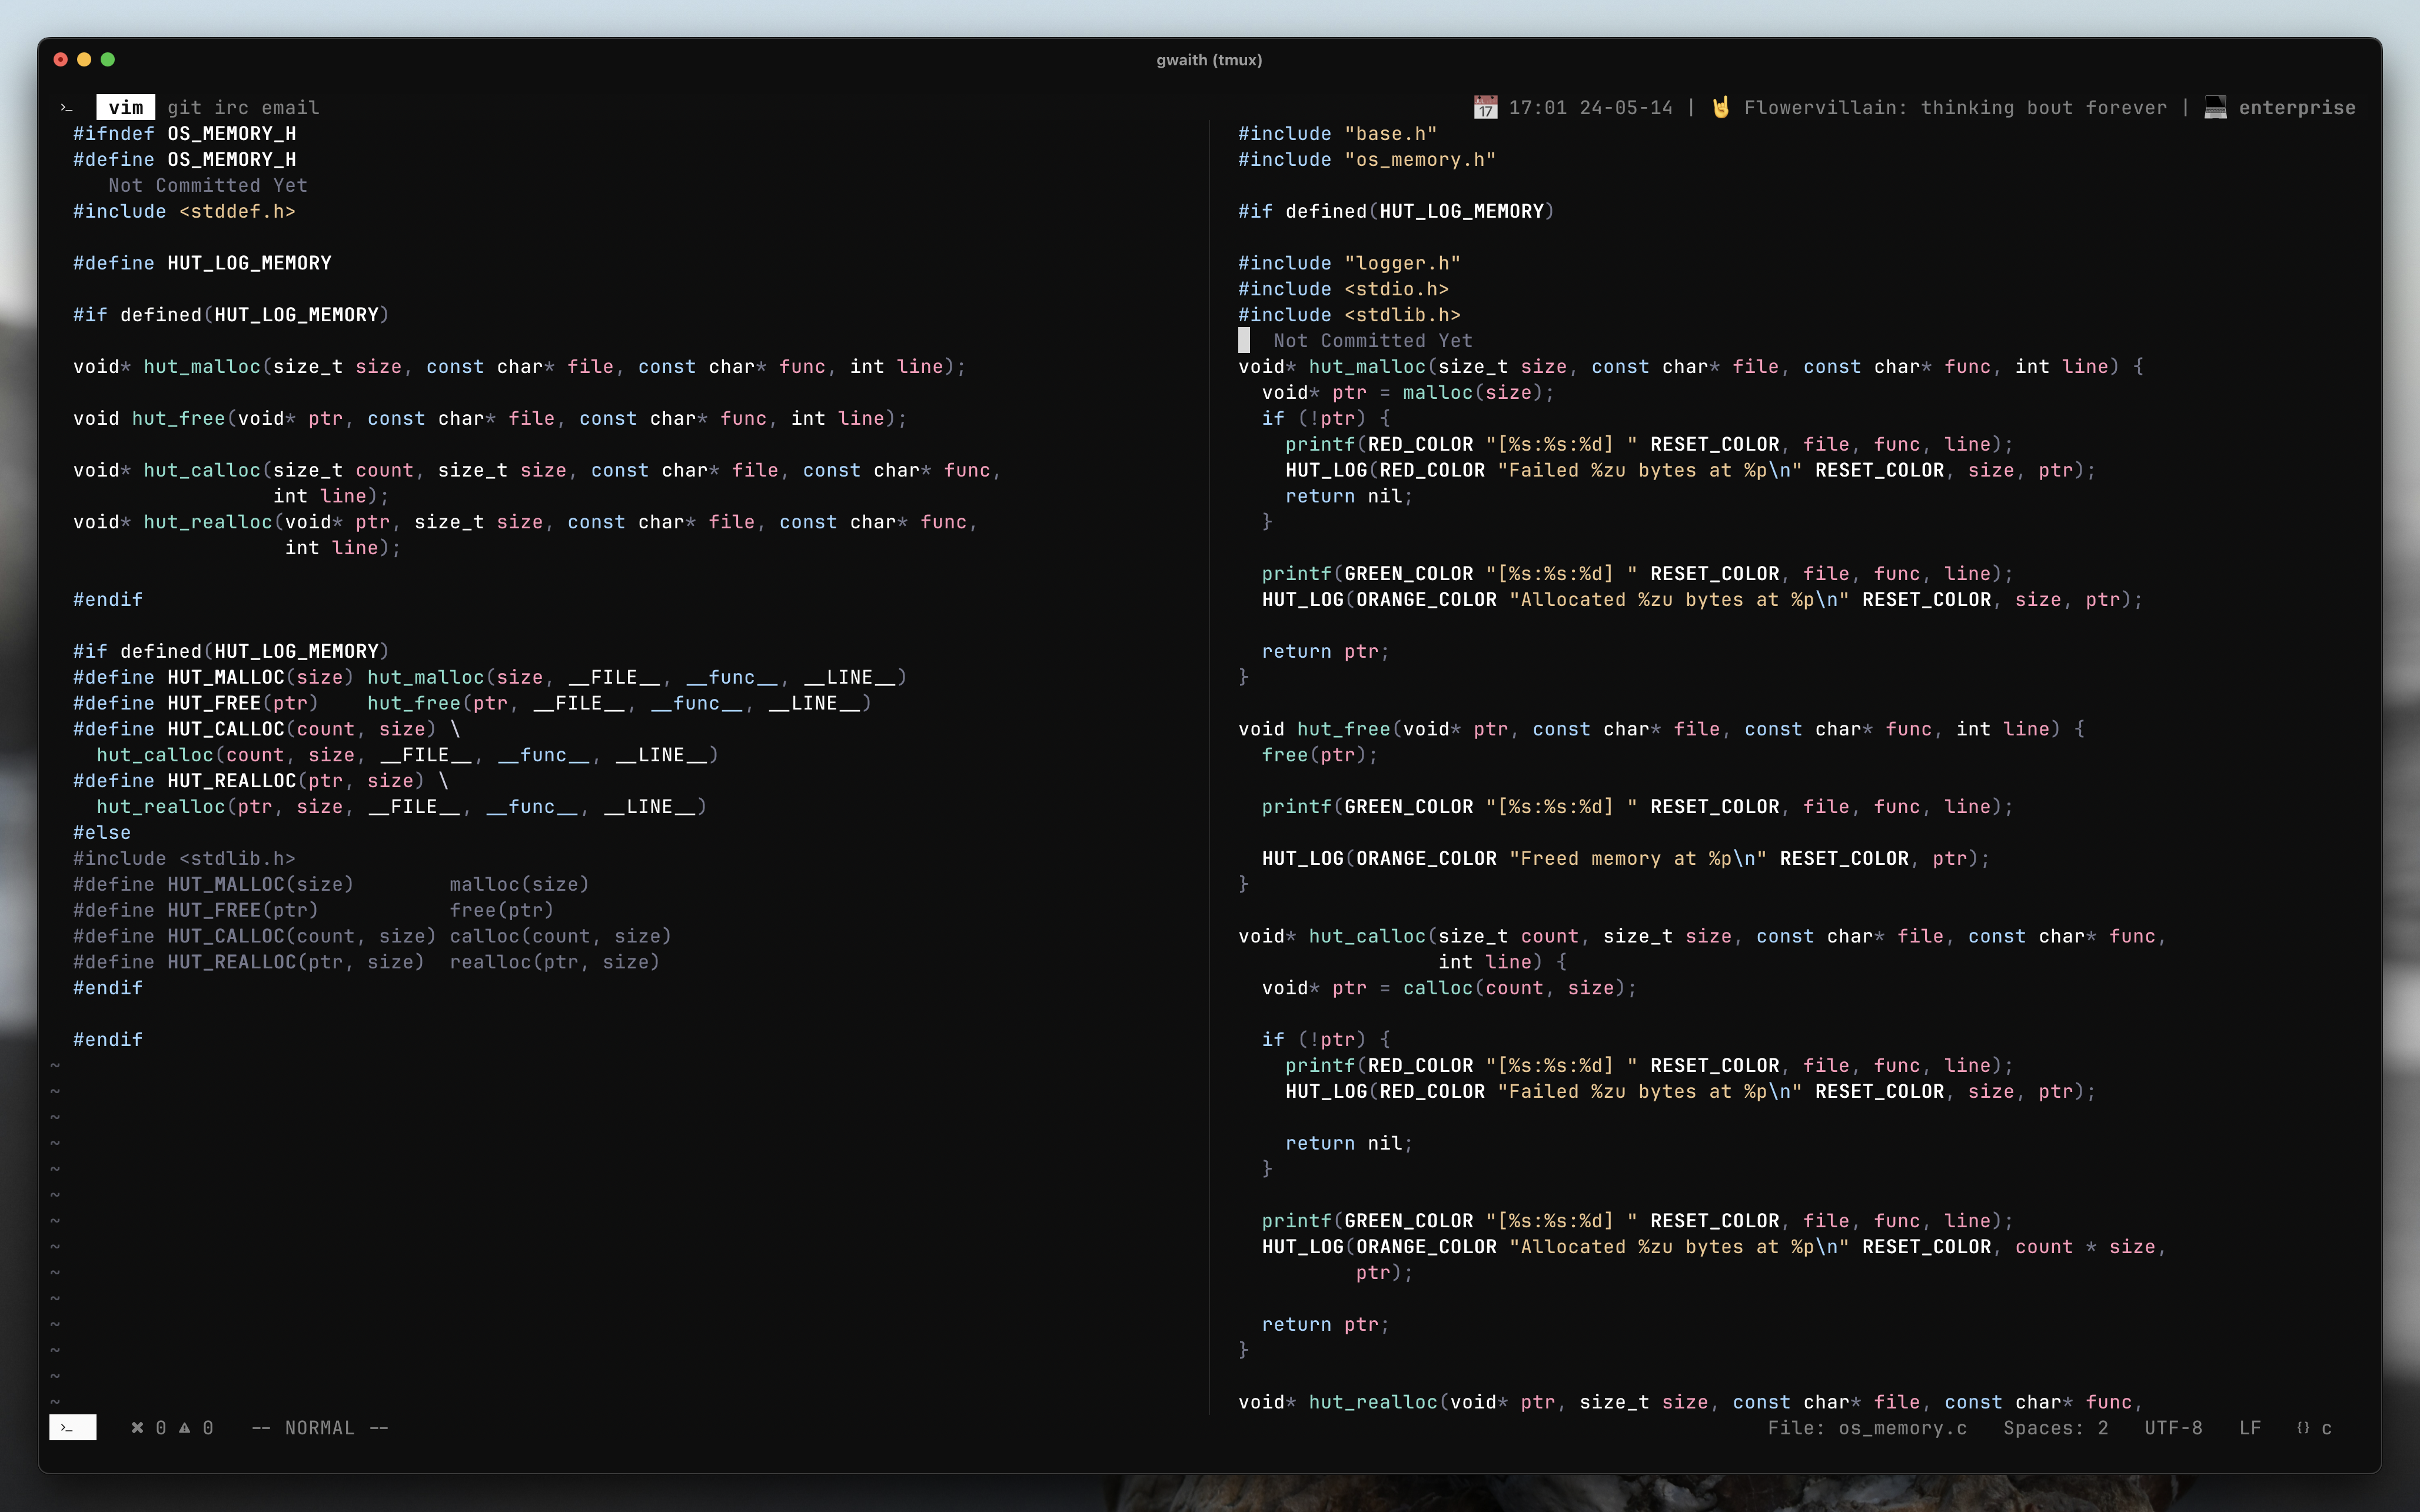 gwaith (tmux)
>_ vim git irc email
17 17:01 24-05-14 | 🤘 Flowervillain: thinking bout forever | 💻 enterprise
#ifndef OS_MEMORY_H
#define OS_MEMORY_H
Not Committed Yet
#include <stddef.h>
#define HUT_LOG_MEMORY
#if defined(HUT_LOG_MEMORY)
void* hut_malloc(size_t size, const char* file, const char* func, int line);
void hut_free(void* ptr, const char* file, const char* func, int line);
void* hut_calloc(size_t count, size_t size, const char* file, const char* func,
int line);
void* hut_realloc(void* ptr, size_t size, const char* file, const char* func,
int line);
#endif
#if defined(HUT_LOG_MEMORY)
#define HUT_MALLOC(size) hut_malloc(size, __FILE__, __func__, __LINE__)
#define HUT_FREE(ptr)    hut_free(ptr, __FILE__, __func__, __LINE__)
#define HUT_CALLOC(count, size) \
hut_calloc(count, size, __FILE__, __func__, __LINE__)
#define HUT_REALLOC(ptr, size) \
hut_realloc(ptr, size, __FILE__, __func__, __LINE__)
#else
#include <stdlib.h>
#define HUT_MALLOC(size)        malloc(size)
#define HUT_FREE(ptr)           free(ptr)
#define HUT_CALLOC(count, size) calloc(count, size)
#define HUT_REALLOC(ptr, size)  realloc(ptr, size)
#endif
#endif
~
~
~
~
~
~
~
~
~
~
~
~
~
~
#include "base.h"
#include "os_memory.h"
#if defined(HUT_LOG_MEMORY)
#include "logger.h"
#include <stdio.h>
#include <stdlib.h>
Not Committed Yet
void* hut_malloc(size_t size, const char* file, const char* func, int line) {
void* ptr = malloc(size);
if (!ptr) {
printf(RED_COLOR "[%s:%s:%d] " RESET_COLOR, file, func, line);
HUT_LOG(RED_COLOR "Failed %zu bytes at %p\n" RESET_COLOR, size, ptr);
return nil;
}
printf(GREEN_COLOR "[%s:%s:%d] " RESET_COLOR, file, func, line);
HUT_LOG(ORANGE_COLOR "Allocated %zu bytes at %p\n" RESET_COLOR, size, ptr);
return ptr;
}
void hut_free(void* ptr, const char* file, const char* func, int line) {
free(ptr);
printf(GREEN_COLOR "[%s:%s:%d] " RESET_COLOR, file, func, line);
HUT_LOG(ORANGE_COLOR "Freed memory at %p\n" RESET_COLOR, ptr);
}
void* hut_calloc(size_t count, size_t size, const char* file, const char* func,
int line) {
void* ptr = calloc(count, size);
if (!ptr) {
printf(RED_COLOR "[%s:%s:%d] " RESET_COLOR, file, func, line);
HUT_LOG(RED_COLOR "Failed %zu bytes at %p\n" RESET_COLOR, size, ptr);
return nil;
}
printf(GREEN_COLOR "[%s:%s:%d] " RESET_COLOR, file, func, line);
HUT_LOG(ORANGE_COLOR "Allocated %zu bytes at %p\n" RESET_COLOR, count * size,
ptr);
return ptr;
}
void* hut_realloc(void* ptr, size_t size, const char* file, const char* func,
>_ ✖ 0 ▲ 0 -- NORMAL -- File: os_memory.c Spaces: 2 UTF-8 LF {} c